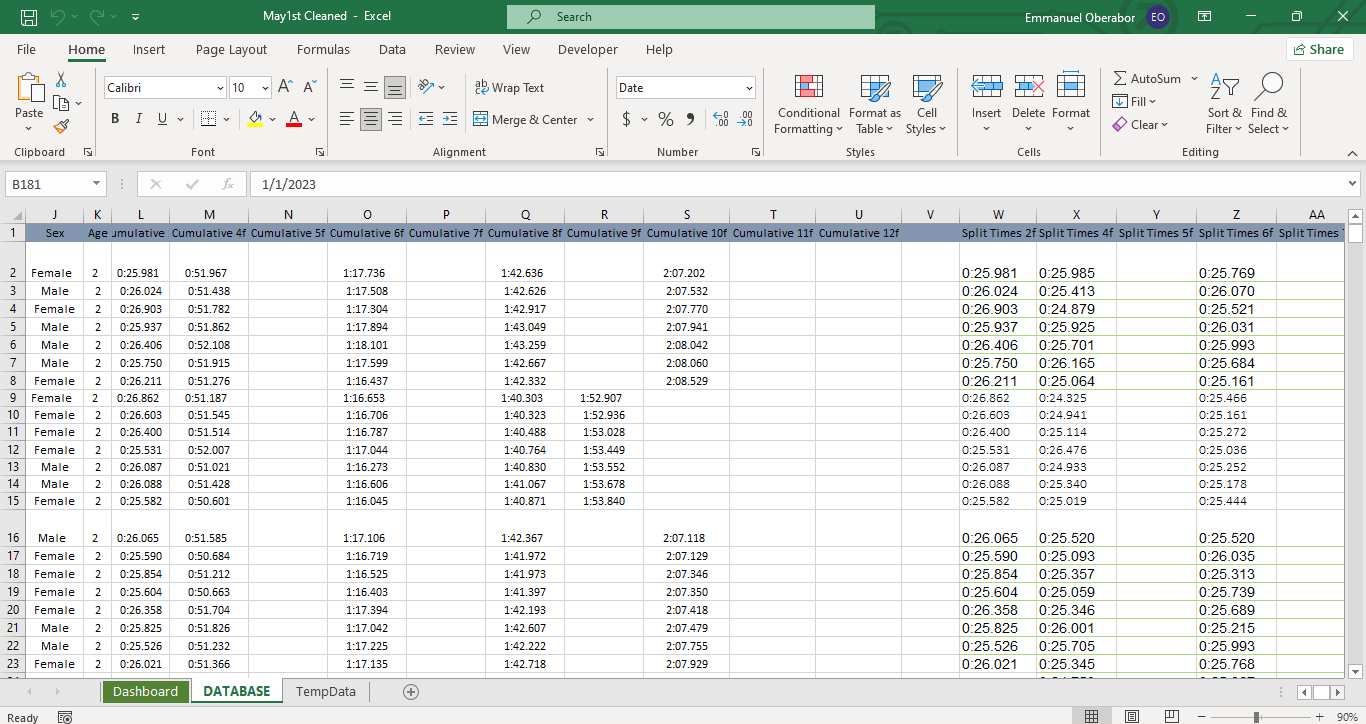 May1st Cleaned - Excel
Search
Emmanuel Oberabor EO
File Home Insert Page Layout Formulas Data Review View Developer Help Share
Calibri 10 Wrap Text Date AutoSum
Paste Conditional Format as Cell Insert Delete Format Fill Sort & Find &
B I U Merge & Center $ % Formatting Table Styles Clear Filter Select
Clipboard Font Alignment Number Styles Cells Editing
B181 fx 1/1/2023
J K L M N O P Q R S T U V W X Y Z AA
1 Sex Age umulative Cumulative 4f Cumulative 5f Cumulative 6f Cumulative 7f Cumulative 8f Cumulative 9f Cumulative 10f Cumulative 11f Cumulative 12f Split Times 2f Split Times 4f Split Times 5f Split Times 6f Split Times
2 Female 2 0:25.981 0:51.967 1:17.736 1:42.636 2:07.202 0:25.981 0:25.985 0:25.769
3 Male 2 0:26.024 0:51.438 1:17.508 1:42.626 2:07.532 0:26.024 0:25.413 0:26.070
4 Female 2 0:26.903 0:51.782 1:17.304 1:42.917 2:07.770 0:26.903 0:24.879 0:25.521
5 Male 2 0:25.937 0:51.862 1:17.894 1:43.049 2:07.941 0:25.937 0:25.925 0:26.031
6 Male 2 0:26.406 0:52.108 1:18.101 1:43.259 2:08.042 0:26.406 0:25.701 0:25.993
7 Male 2 0:25.750 0:51.915 1:17.599 1:42.667 2:08.060 0:25.750 0:26.165 0:25.684
8 Female 2 0:26.211 0:51.276 1:16.437 1:42.332 2:08.529 0:26.211 0:25.064 0:25.161
9 Female 2 0:26.862 0:51.187 1:16.653 1:40.303 1:52.907 0:26.862 0:24.325 0:25.466
10 Female 2 0:26.603 0:51.545 1:16.706 1:40.323 1:52.936 0:26.603 0:24.941 0:25.161
11 Female 2 0:26.400 0:51.514 1:16.787 1:40.488 1:53.028 0:26.400 0:25.114 0:25.272
12 Female 2 0:25.531 0:52.007 1:17.044 1:40.764 1:53.449 0:25.531 0:26.476 0:25.036
13 Male 2 0:26.087 0:51.021 1:16.273 1:40.830 1:53.552 0:26.087 0:24.933 0:25.252
14 Male 2 0:26.088 0:51.428 1:16.606 1:41.067 1:53.678 0:26.088 0:25.340 0:25.178
15 Female 2 0:25.582 0:50.601 1:16.045 1:40.871 1:53.840 0:25.582 0:25.019 0:25.444
16 Male 2 0:26.065 0:51.585 1:17.106 1:42.367 2:07.118 0:26.065 0:25.520 0:25.520
17 Female 2 0:25.590 0:50.684 1:16.719 1:41.972 2:07.129 0:25.590 0:25.093 0:26.035
18 Female 2 0:25.854 0:51.212 1:16.525 1:41.973 2:07.346 0:25.854 0:25.357 0:25.313
19 Female 2 0:25.604 0:50.663 1:16.403 1:41.397 2:07.350 0:25.604 0:25.059 0:25.739
20 Female 2 0:26.358 0:51.704 1:17.394 1:42.193 2:07.418 0:26.358 0:25.346 0:25.689
21 Male 2 0:25.825 0:51.826 1:17.042 1:42.607 2:07.479 0:25.825 0:26.001 0:25.215
22 Male 2 0:25.526 0:51.232 1:17.225 1:42.222 2:07.755 0:25.526 0:25.705 0:25.993
23 Female 2 0:26.021 0:51.366 1:17.135 1:42.718 2:07.929 0:26.021 0:25.345 0:25.768
Dashboard DATABASE TempData
Ready 90%